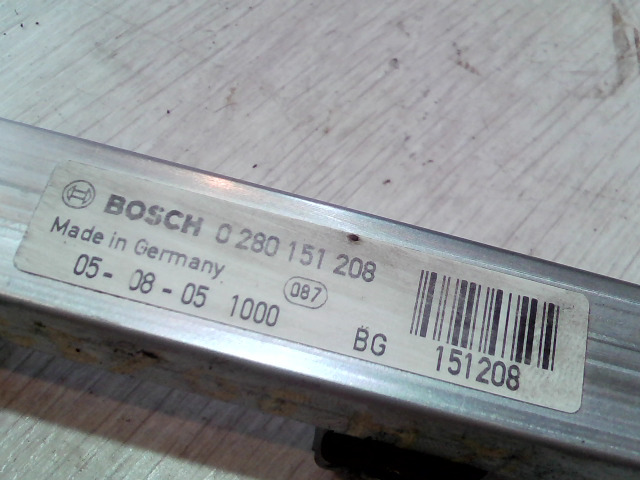 BOSCH 0 280 151 208
Made in Germany
087
05-08-05 1000
BG
151208